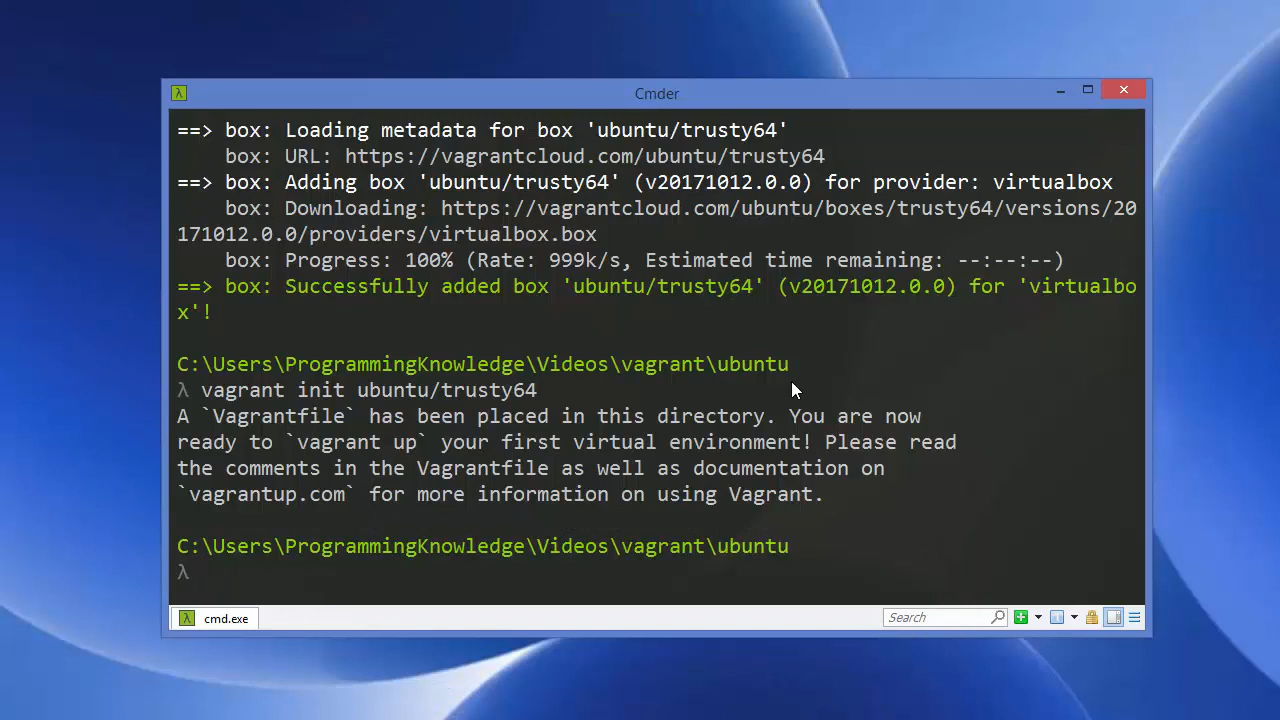 Cmder
==> box: Loading metadata for box 'ubuntu/trusty64'
box: URL: https://vagrantcloud.com/ubuntu/trusty64
==> box: Adding box 'ubuntu/trusty64' (v20171012.0.0) for provider: virtualbox
box: Downloading: https://vagrantcloud.com/ubuntu/boxes/trusty64/versions/20
171012.0.0/providers/virtualbox.box
box: Progress: 100% (Rate: 999k/s, Estimated time remaining: --:--:--)
==> box: Successfully added box 'ubuntu/trusty64' (v20171012.0.0) for 'virtualbo
x'!
C:\Users\ProgrammingKnowledge\Videos\vagrant\ubuntu
λ vagrant init ubuntu/trusty64
A `Vagrantfile` has been placed in this directory. You are now
ready to `vagrant up` your first virtual environment! Please read
the comments in the Vagrantfile as well as documentation on
`vagrantup.com` for more information on using Vagrant.
C:\Users\ProgrammingKnowledge\Videos\vagrant\ubuntu
λ
cmd.exe
Search